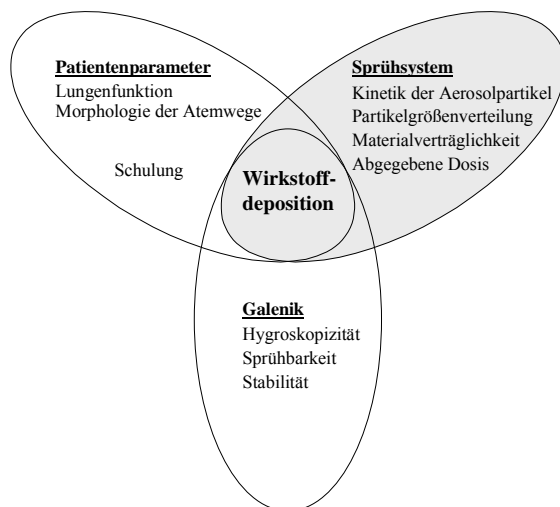 Patientenparameter
Lungenfunktion
Morphologie der Atemwege
Schulung
Sprühsystem
Kinetik der Aerosolpartikel
Partikelgrößenverteilung
Materialverträglichkeit
Abgegebene Dosis
Wirkstoff-
deposition
Galenik
Hygroskopizität
Sprühbarkeit
Stabilität